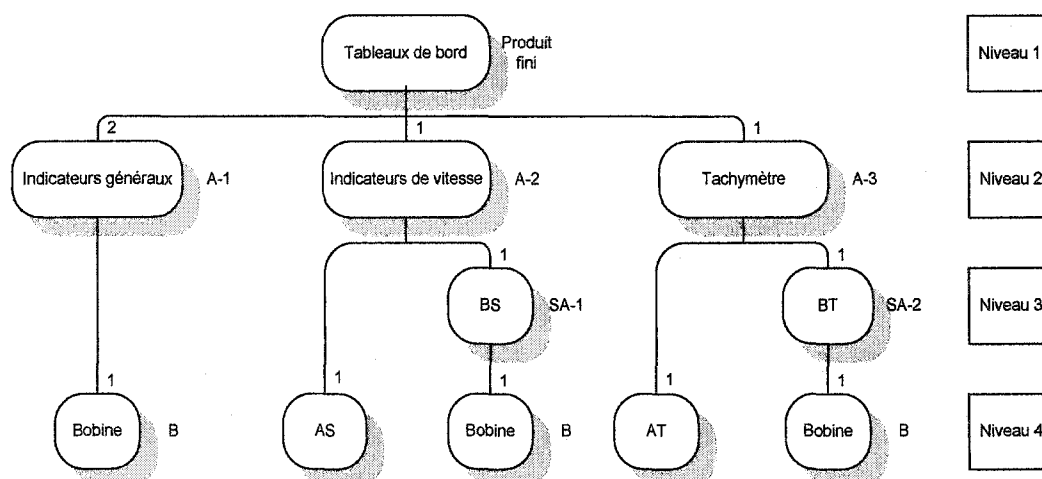 Tableaux de bord
Produit
fini
Niveau 1
2
1
1
Indicateurs généraux
A-1
Indicateurs de vitesse
A-2
Tachymètre
A-3
Niveau 2
1
1
BS
SA-1
BT
SA-2
Niveau 3
1
1
1
1
1
Bobine
B
AS
Bobine
B
AT
Bobine
B
Niveau 4